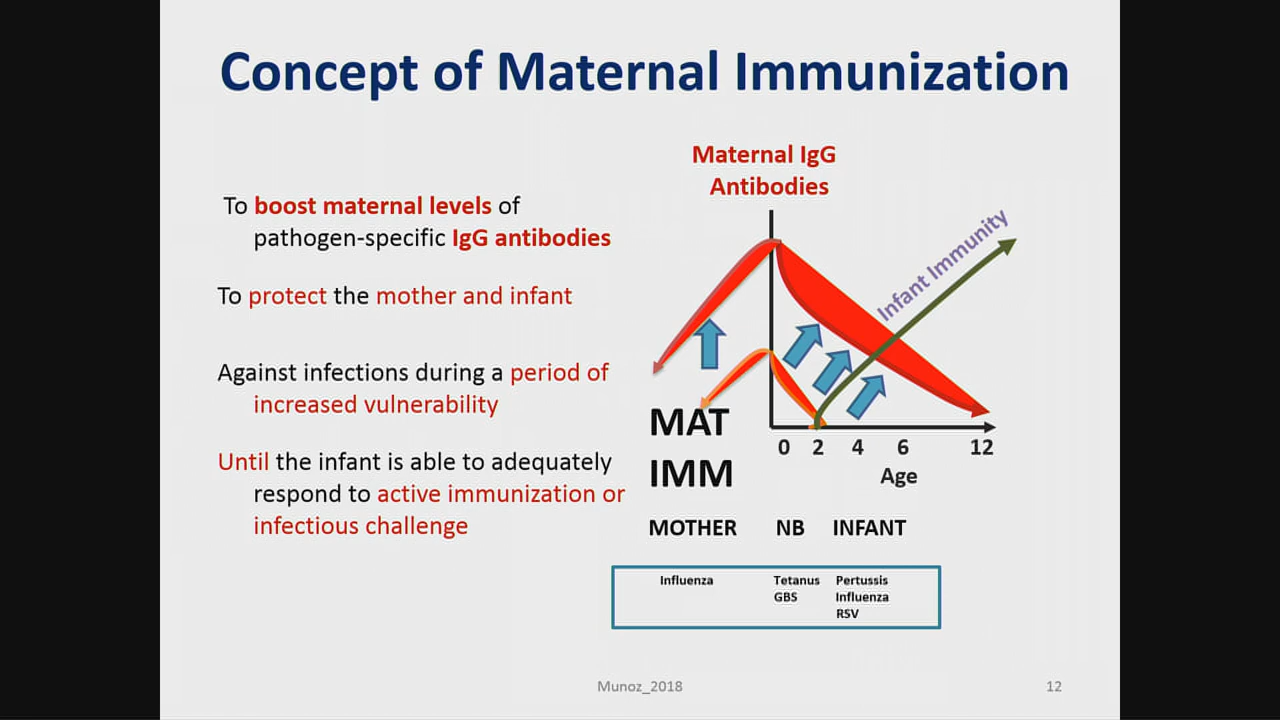 Concept of Maternal Immunization
To boost maternal levels of
pathogen-specific IgG antibodies
To protect the mother and infant
Against infections during a period of
increased vulnerability
Until the infant is able to adequately
respond to active immunization or
infectious challenge
Maternal IgG
Antibodies
Infant Immunity
MAT
IMM
0 2 4 6 12
Age
MOTHER NB INFANT
Influenza Tetanus Pertussis
GBS Influenza
RSV
Munoz_2018 12